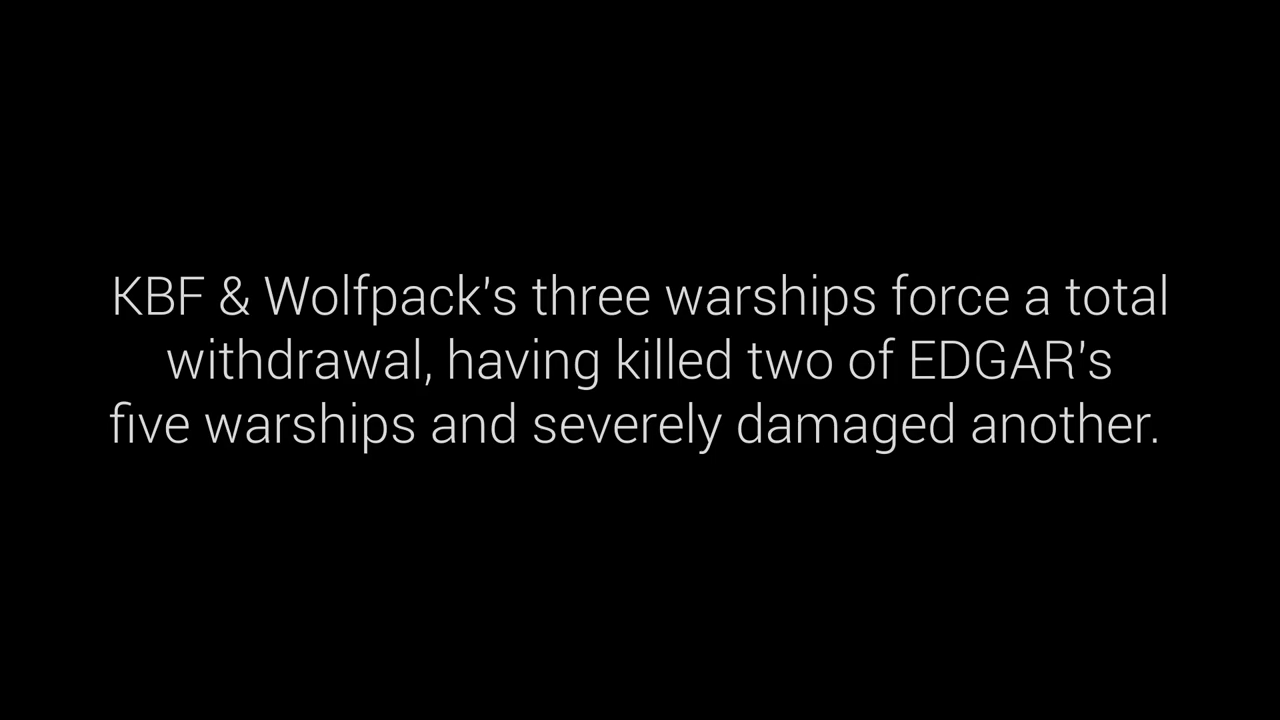 KBF & Wolfpack's three warships force a total
withdrawal, having killed two of EDGAR's
five warships and severely damaged another.